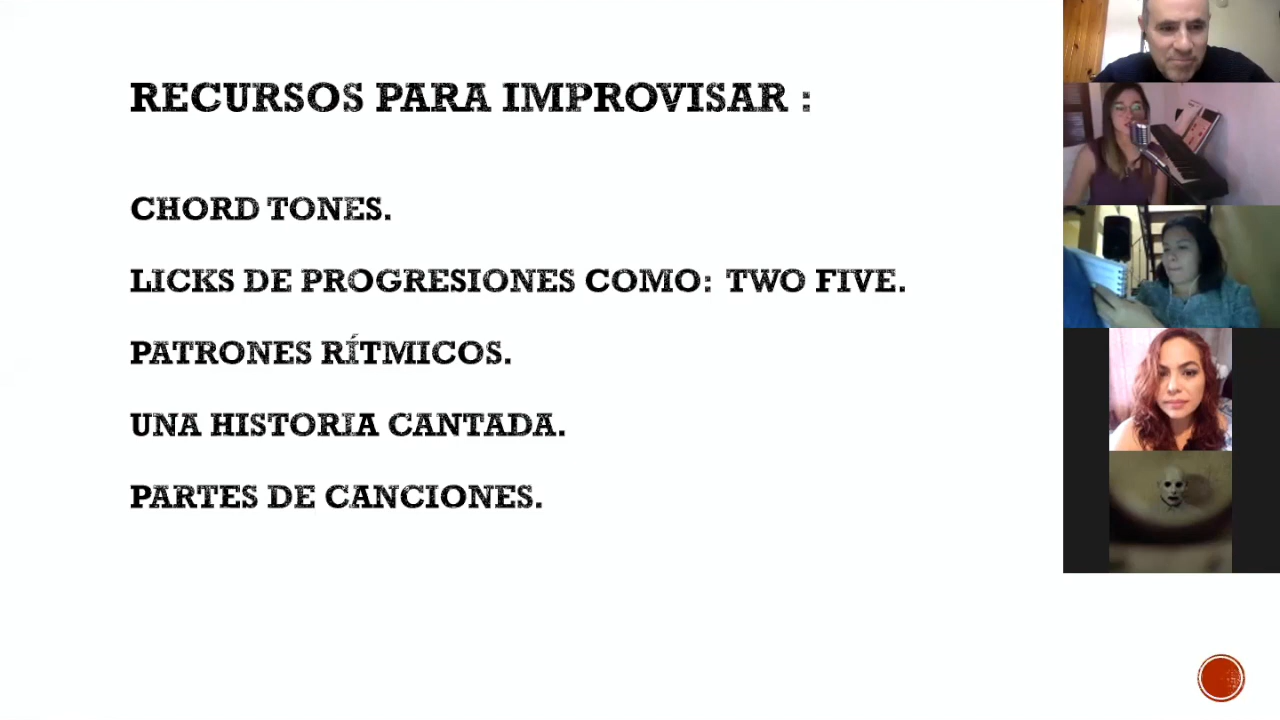 RECURSOS PARA IMPROVISAR :
CHORD TONES.
LICKS DE PROGRESIONES COMO: TWO FIVE.
PATRONES RÍTMICOS.
UNA HISTORIA CANTADA.
PARTES DE CANCIONES.